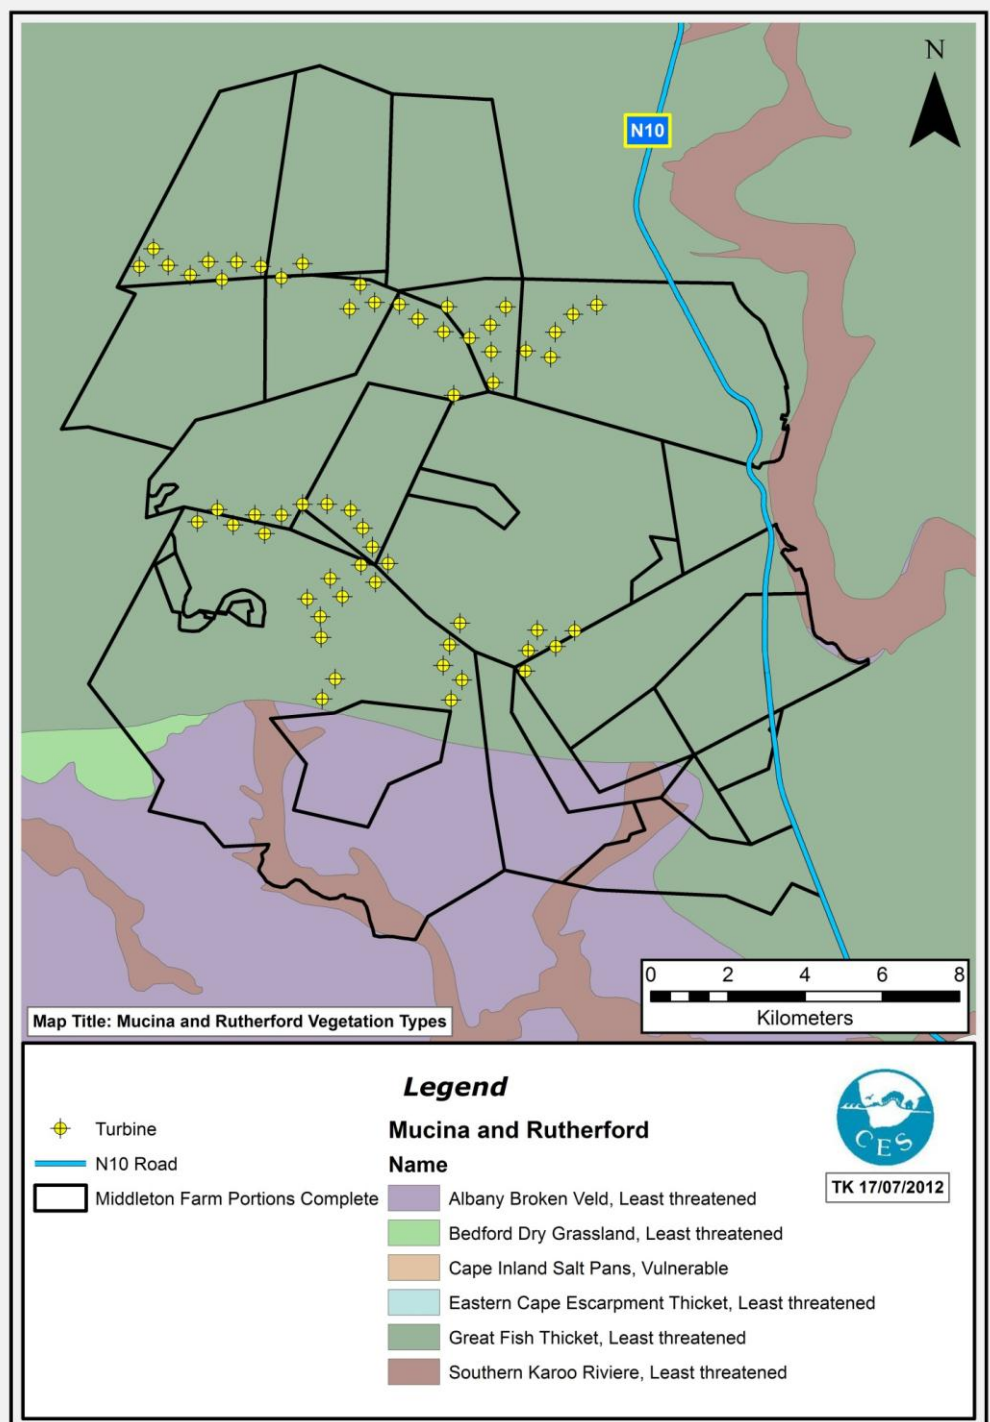 N
N10
0 2 4 6 8
Kilometers
Map Title: Mucina and Rutherford Vegetation Types
Legend
Turbine
N10 Road
Middleton Farm Portions Complete
Mucina and Rutherford
Name
Albany Broken Veld, Least threatened
Bedford Dry Grassland, Least threatened
Cape Inland Salt Pans, Vulnerable
Eastern Cape Escarpment Thicket, Least threatened
Great Fish Thicket, Least threatened
Southern Karoo Riviere, Least threatened
CES
TK 17/07/2012